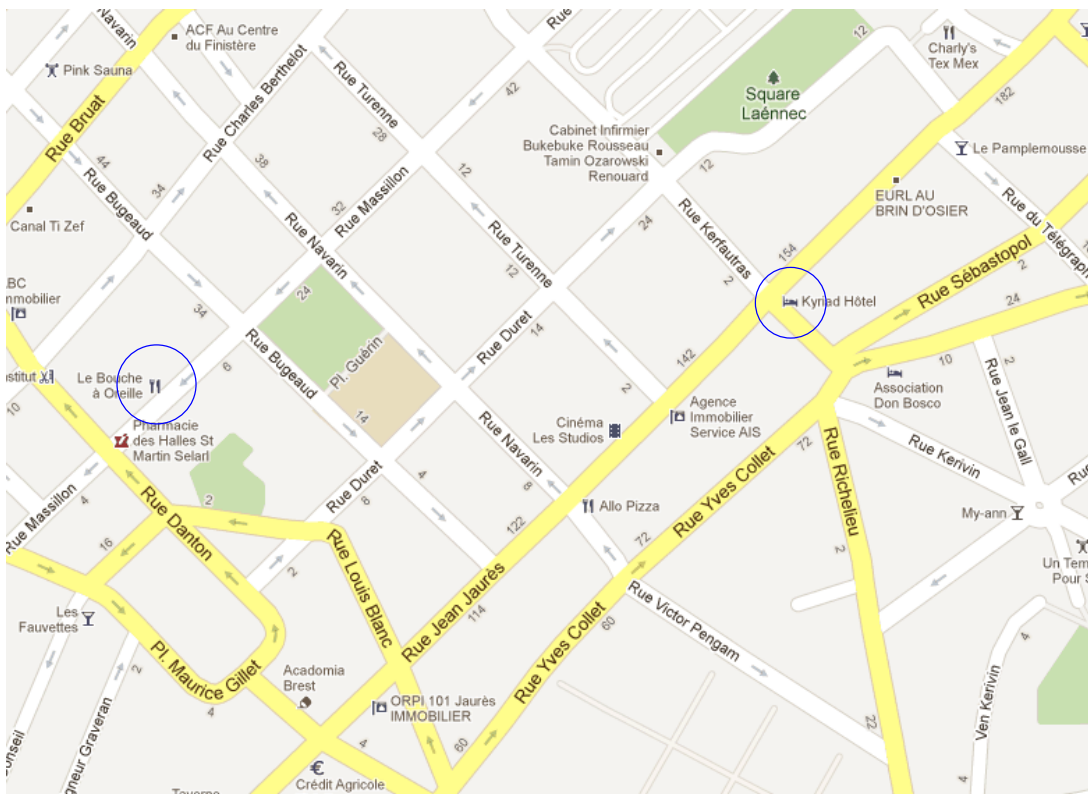 Navarin
ACF Au Centre
du Finistère
Rue
12
Charly's
Tex Mex
Pink Sauna
Rue Bruat
Rue Charles Berthelot
Rue Turenne
42
Square
Laénnec
182
44
38
28
12
Cabinet Infirmier
Bukebuke Rousseau
Tamin Ozarowski
Renouard
12
Le Pamplemousse
Rue Bugeaud
34
32
Rue Massillon
24
EURL AU
BRIN D'OSIER
Canal Ti Zef
Rue Navarin
Rue Turenne
Rue Kerfautras
154
Rue du Télégraph
Rue Sébastopol
2
12
2
24
34
Immobilier
Kyriad Hôtel
24
Rue Duret
14
Pl. Guérin
Rue Bugeaud
6
142
10
2
Le Bouche
à Oreille
10
2
Association
Don Bosco
14
Agence
Immobilier
Service AIS
Cinéma
Les Studios
Pharmacie
des Halles St
Martin Selarl
Rue Navarin
72
Rue Jean le Gall
Rue Kerivin
Rue Richelieu
Rue Massillon
4
2
Rue Duret
8
4
8
Allo Pizza
Rue Yves Collet
My-ann
Rue Danton
16
122
72
2
Un Tem
Pour S
2
Rue Louis Blanc
Rue Jean Jaurès
114
Rue Yves Collet
60
Rue Victor Pengam
Les
Fauvettes
Pl. Maurice Gillet
2
4
4
Acadomia
Brest
ORPI 101 Jaurès
IMMOBILIER
Ven Kerivin
22
4
60
4
Crédit Agricole
Taverne